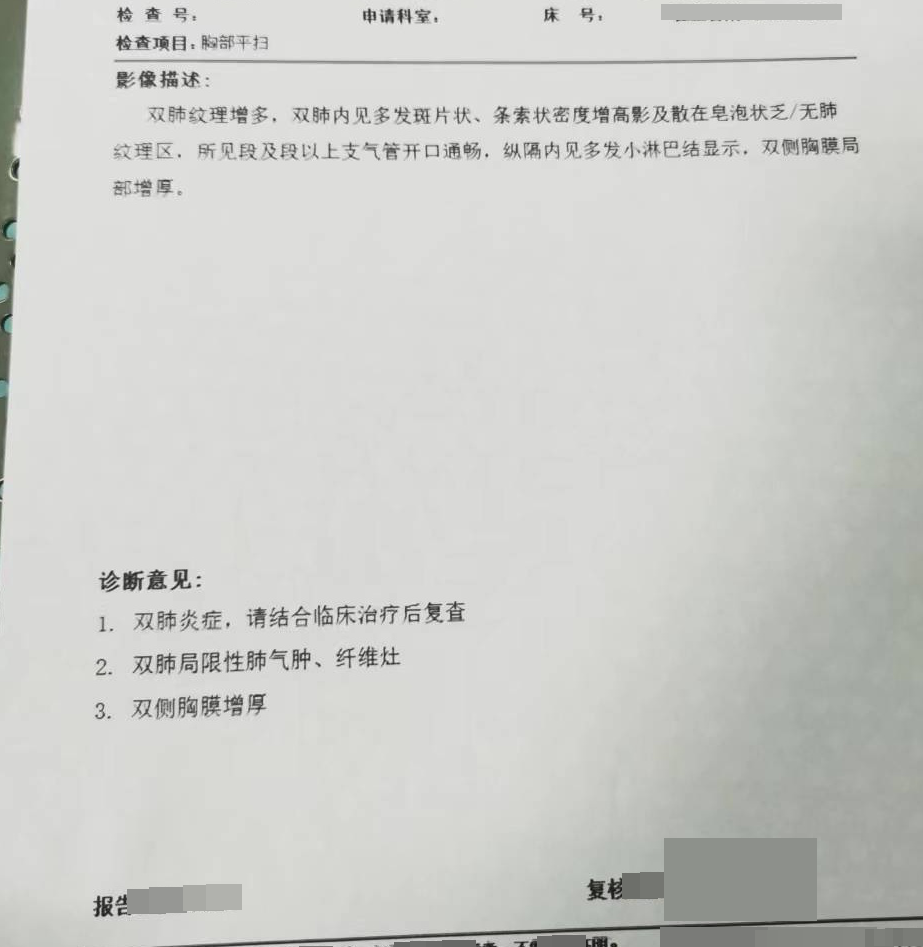 检 查 号：
申请科室：
床 号：
检查项目：胸部平扫
影像描述：
双肺纹理增多，双肺内见多发斑片状、条索状密度增高影及散在皂泡状乏/无肺
纹理区，所见段及段以上支气管开口通畅，纵隔内见多发小淋巴结显示，双侧胸膜局
部增厚。
诊断意见：
1. 双肺炎症，请结合临床治疗后复查
2. 双肺局限性肺气肿、纤维灶
3. 双侧胸膜增厚
报告
复核